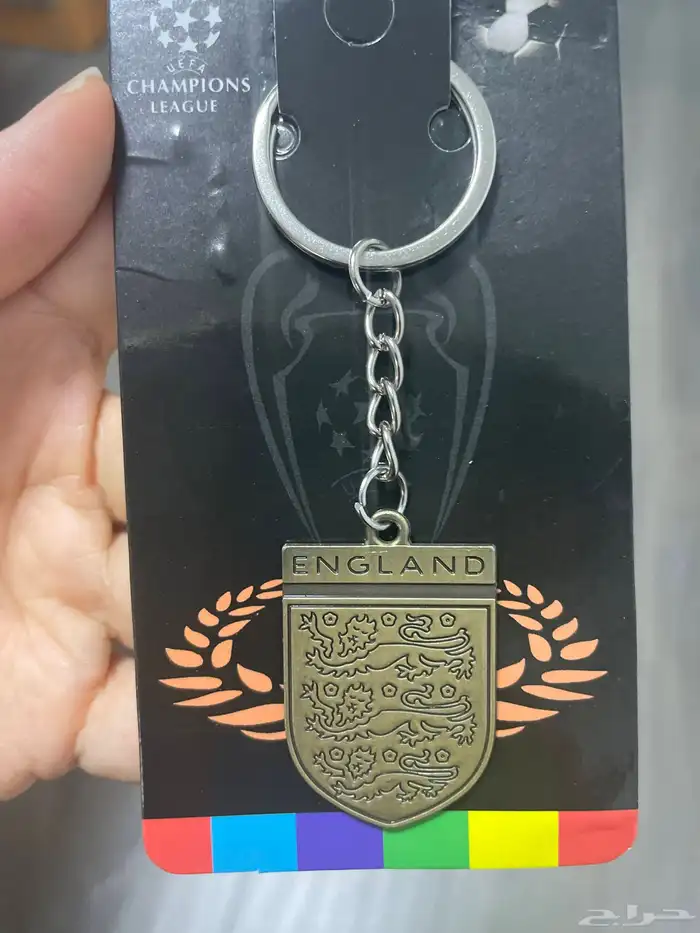 UEFA
CHAMPIONS
LEAGUE
ENGLAND
حراج